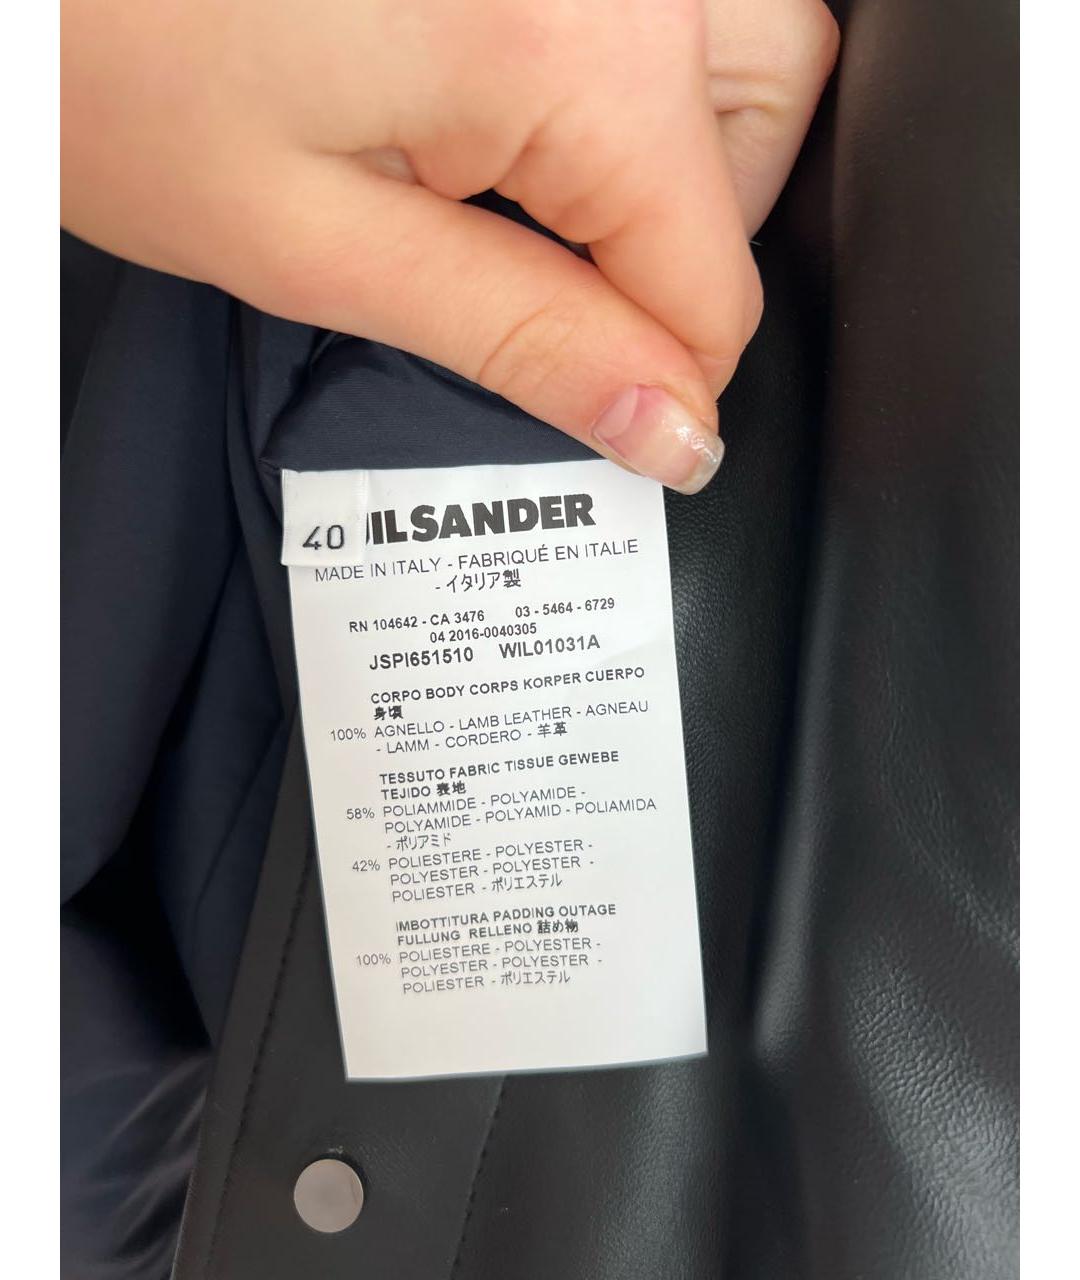 40
JIL SANDER
MADE IN ITALY - FABRIQUÉ EN ITALIE
- イタリア製
RN 104642 - CA 3476 03 - 5464 - 6729
04 2016-0040305
JSPI651510 WIL01031A
CORPO BODY CORPS KORPER CUERPO
身頃
100% AGNELLO - LAMB LEATHER - AGNEAU
- LAMM - CORDERO - 羊革
TESSUTO FABRIC TISSUE GEWEBE
TEJIDO 表地
58% POLIAMMIDE - POLYAMIDE -
POLYAMIDE - POLYAMID - POLIAMIDA
- ポリアミド
42% POLIESTERE - POLYESTER -
POLYESTER - POLYESTER -
POLIESTER - ポリエステル
IMBOTTITURA PADDING OUTAGE
FULLUNG RELLENO 詰め物
100% POLIESTERE - POLYESTER -
POLYESTER - POLYESTER -
POLIESTER - ポリエステル